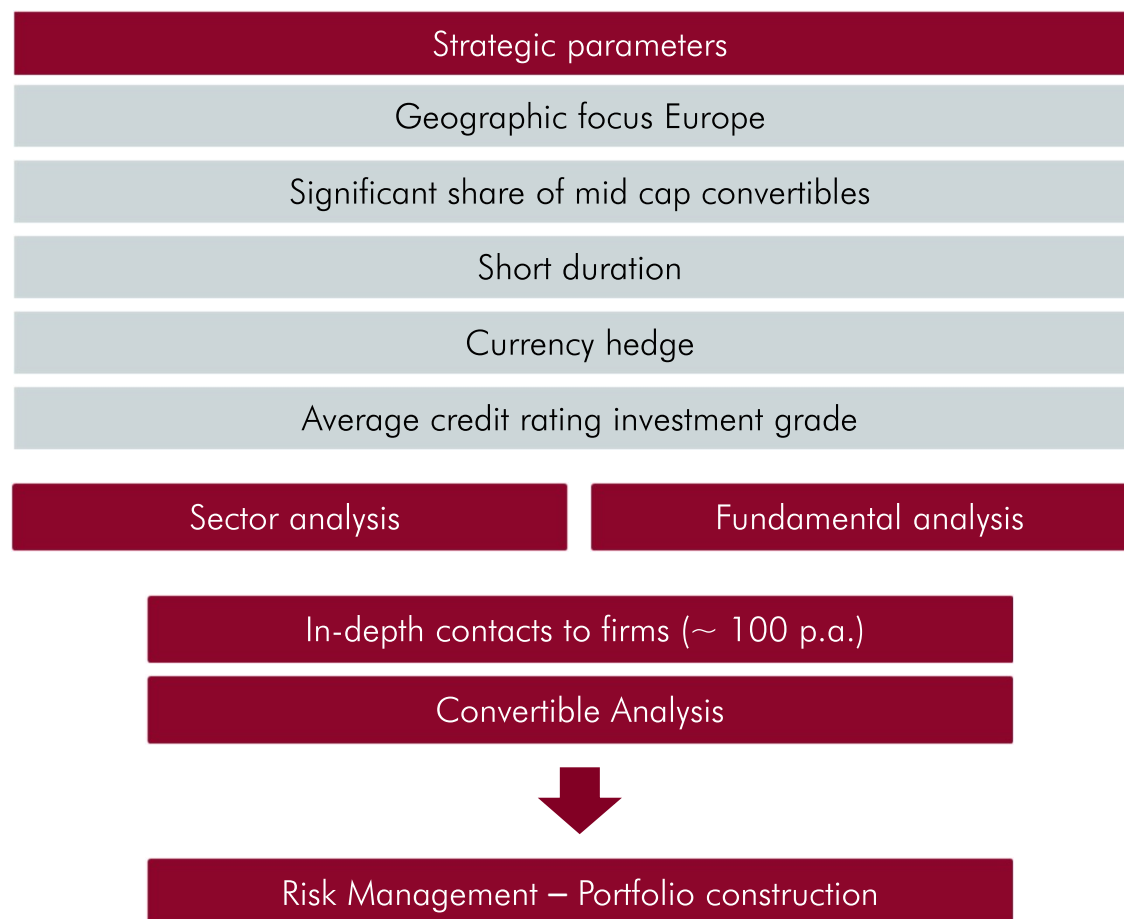 Strategic parameters
Geographic focus Europe
Significant share of mid cap convertibles
Short duration
Currency hedge
Average credit rating investment grade
Sector analysis
Fundamental analysis
In-depth contacts to firms (~ 100 p.a.)
Convertible Analysis
Risk Management – Portfolio construction